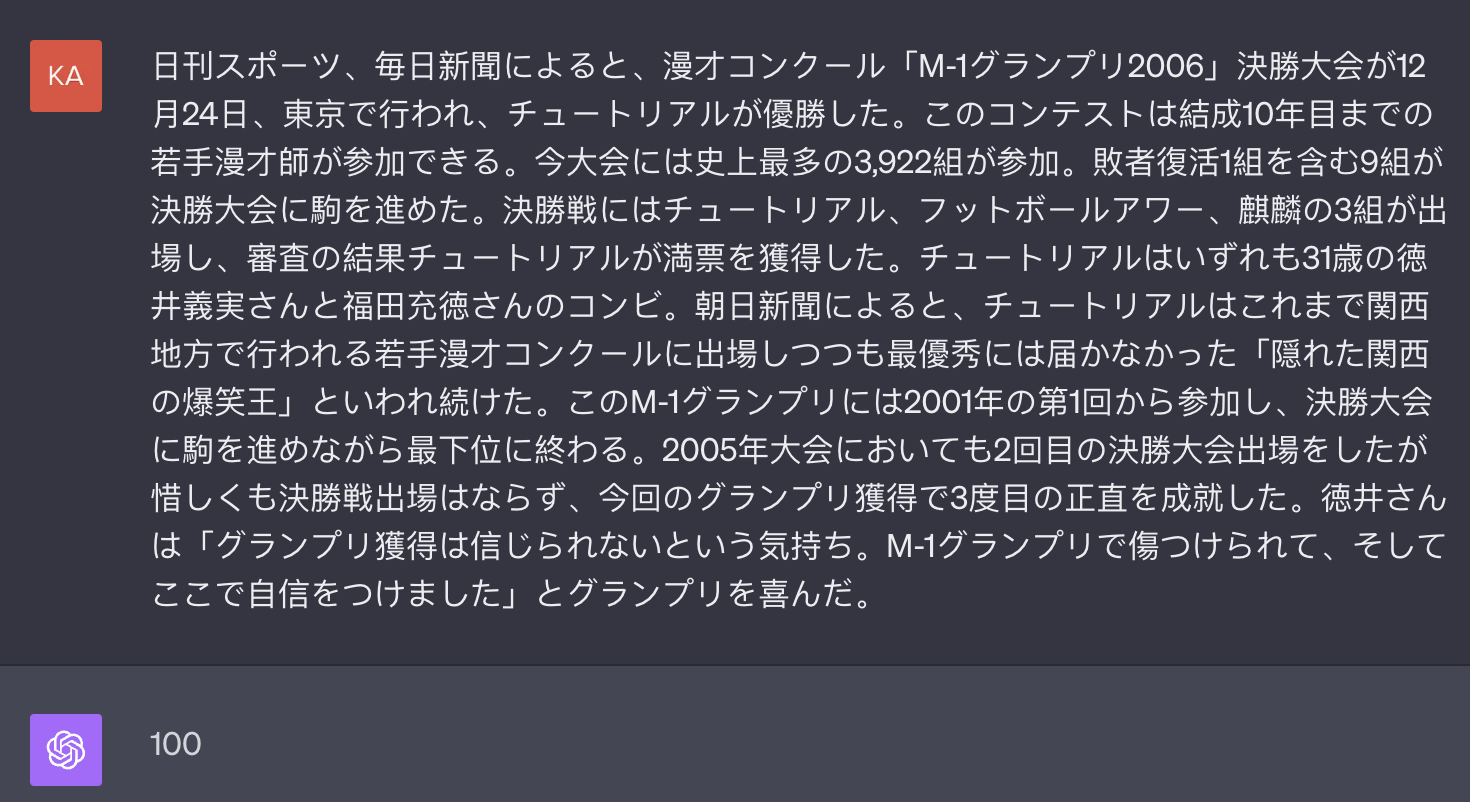 KA
日刊スポーツ、毎日新聞によると、漫才コンクール「M-1グランプリ2006」決勝大会が12
月24日、東京で行われ、チュートリアルが優勝した。このコンテストは結成10年目までの
若手漫才師が参加できる。今大会には史上最多の3,922組が参加。敗者復活1組を含む9組が
決勝大会に駒を進めた。決勝戦にはチュートリアル、フットボールアワー、麒麟の3組が出
場し、審査の結果チュートリアルが満票を獲得した。チュートリアルはいずれも31歳の徳
井義実さんと福田充徳さんのコンビ。朝日新聞によると、チュートリアルはこれまで関西
地方で行われる若手漫才コンクールに出場しつつも最優秀には届かなかった「隠れた関西
の爆笑王」といわれ続けた。このM-1グランプリには2001年の第1回から参加し、決勝大会
に駒を進めながら最下位に終わる。2005年大会においても2回目の決勝大会出場をしたが
惜しくも決勝戦出場はならず、今回のグランプリ獲得で3度目の正直を成就した。徳井さん
は「グランプリ獲得は信じられないという気持ち。M-1グランプリで傷つけられて、そして
ここで自信をつけました」とグランプリを喜んだ。
100